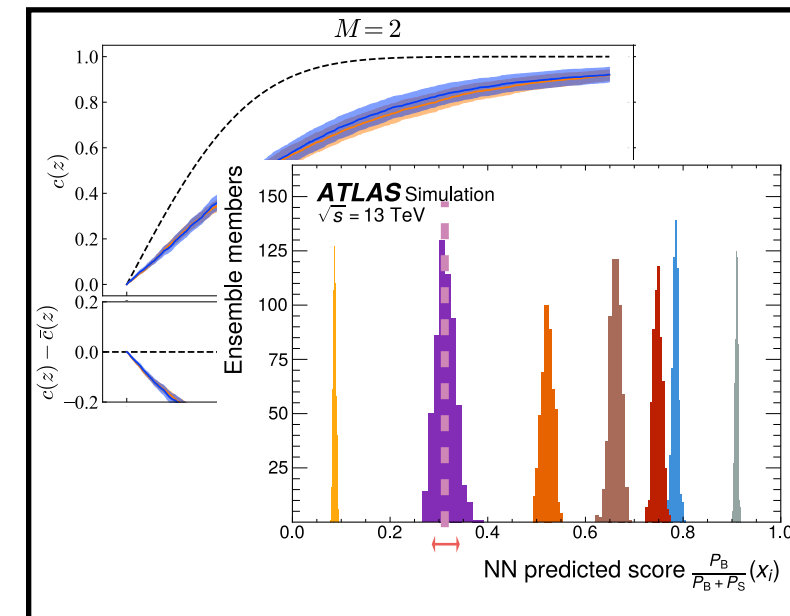 M = 2
1.0
0.8
0.6
0.4
0.2
0.0
c(z)
0.2
0.0
−0.2
c(z) − c̄(z)
ATLAS Simulation
√s = 13 TeV
150
125
100
75
50
25
Ensemble members
0.0 0.2 0.4 0.6 0.8 1.0
NN predicted score P_B / (P_B + P_S) (x_i)